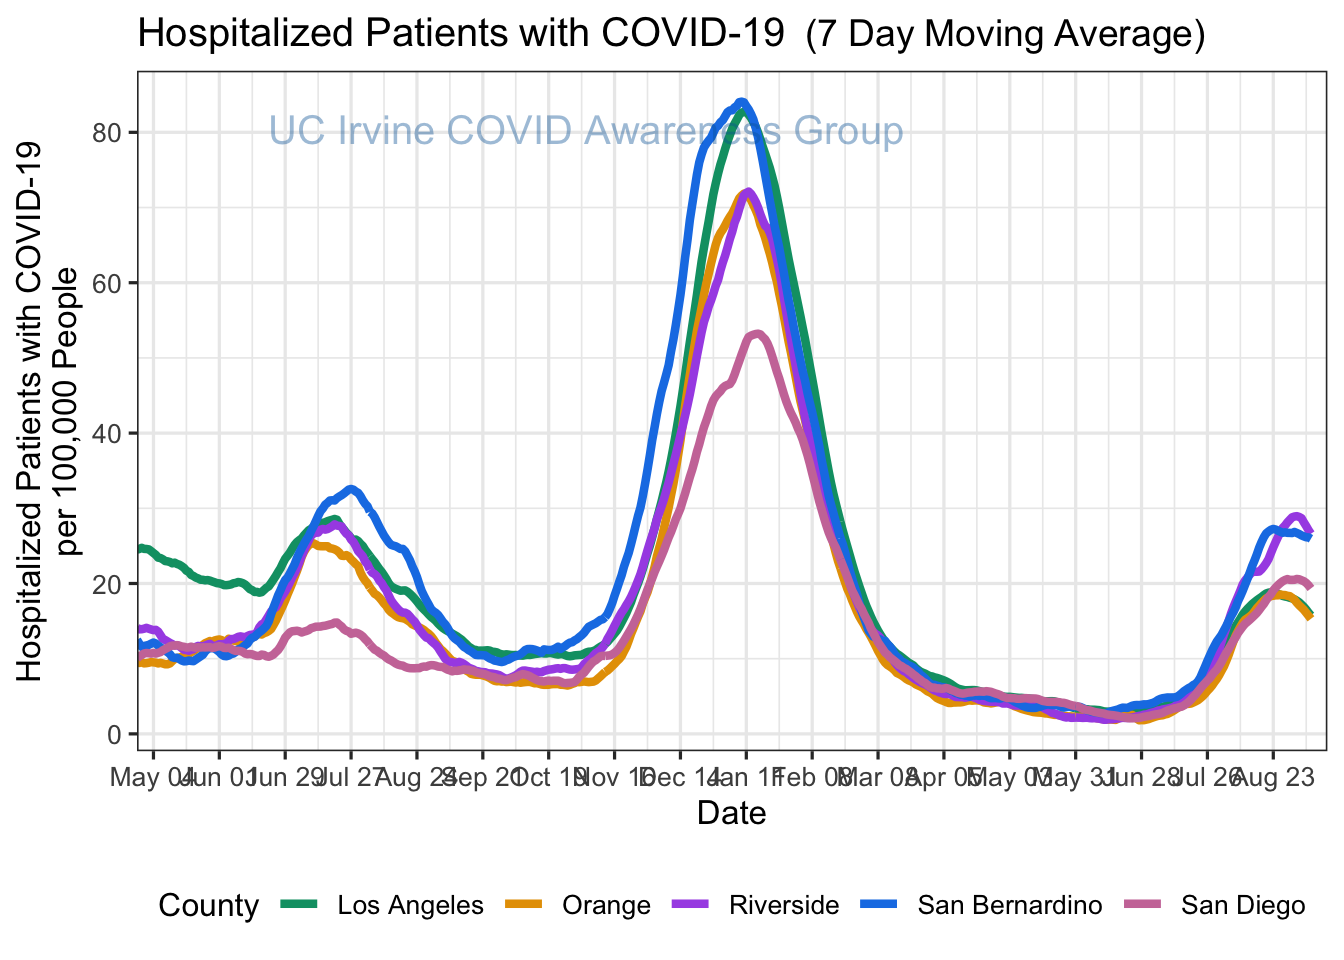 Hospitalized Patients with COVID-19 (7 Day Moving Average)
UC Irvine COVID Awareness Group
Hospitalized Patients with COVID-19
per 100,000 People
80
60
40
20
0
May 04 Jun 01 Jun 29 Jul 27 Aug 24 Sep 21 Oct 19 Nov 16 Dec 14 Jan 11 Feb 08 Mar 08 Apr 05 May 03 May 31 Jun 28 Jul 26 Aug 23
Date
County Los Angeles Orange Riverside San Bernardino San Diego